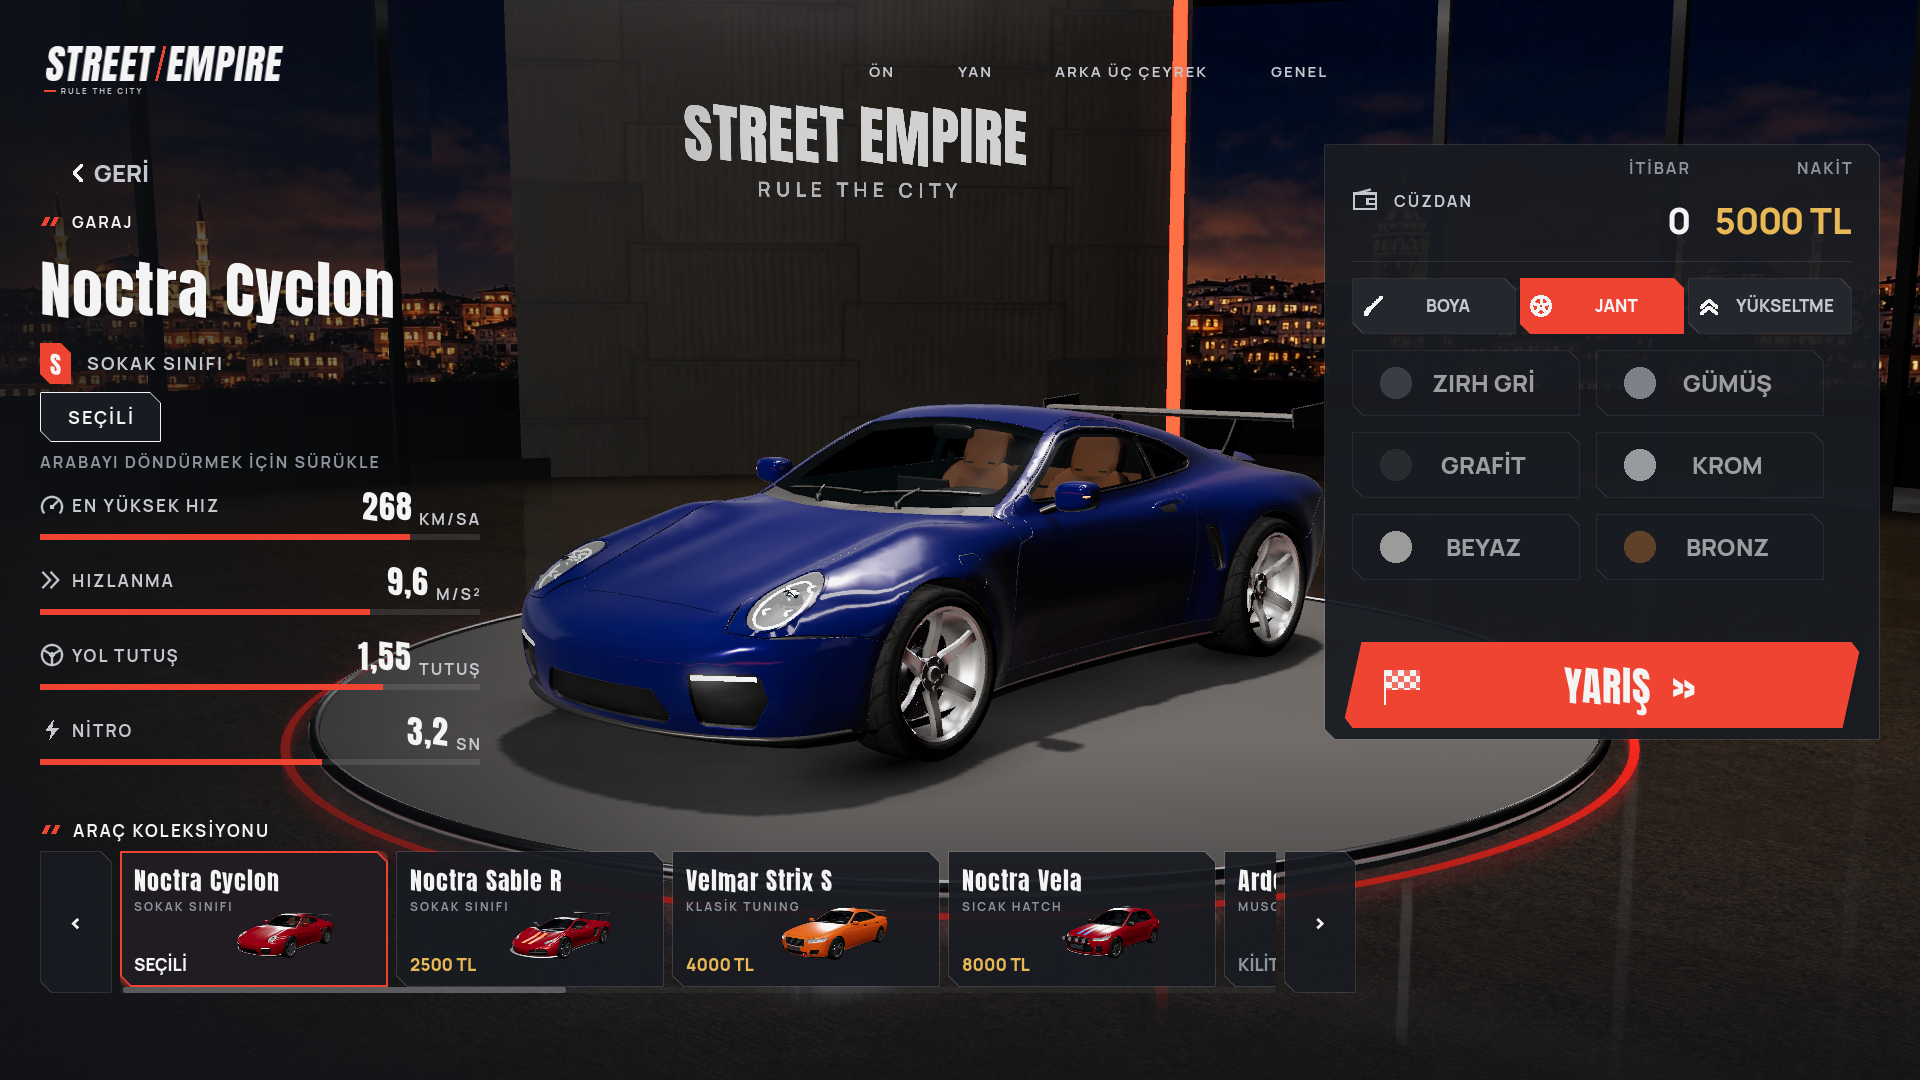 STREET/EMPIRE
RULE THE CITY
ÖN
YAN
ARKA ÜÇ ÇEYREK
GENEL
STREET EMPIRE
RULE THE CITY
GERİ
GARAJ
Noctra Cyclon
S
SOKAK SINIFI
SEÇİLİ
ARABAYI DÖNDÜRMEK İÇİN SÜRÜKLE
EN YÜKSEK HIZ 268 KM/SA
HIZLANMA 9,6 M/S²
YOL TUTUŞ 1,55 TUTUŞ
NİTRO 3,2 SN
İTİBAR
NAKİT
CÜZDAN
0
5000 TL
BOYA
JANT
YÜKSELTME
ZIRH GRİ
GÜMÜŞ
GRAFİT
KROM
BEYAZ
BRONZ
YARIŞ
ARAÇ KOLEKSİYONU
Noctra Cyclon
SOKAK SINIFI
SEÇİLİ
Noctra Sable R
SOKAK SINIFI
2500 TL
Velmar Strix S
KLASİK TUNING
4000 TL
Noctra Vela
SICAK HATCH
8000 TL